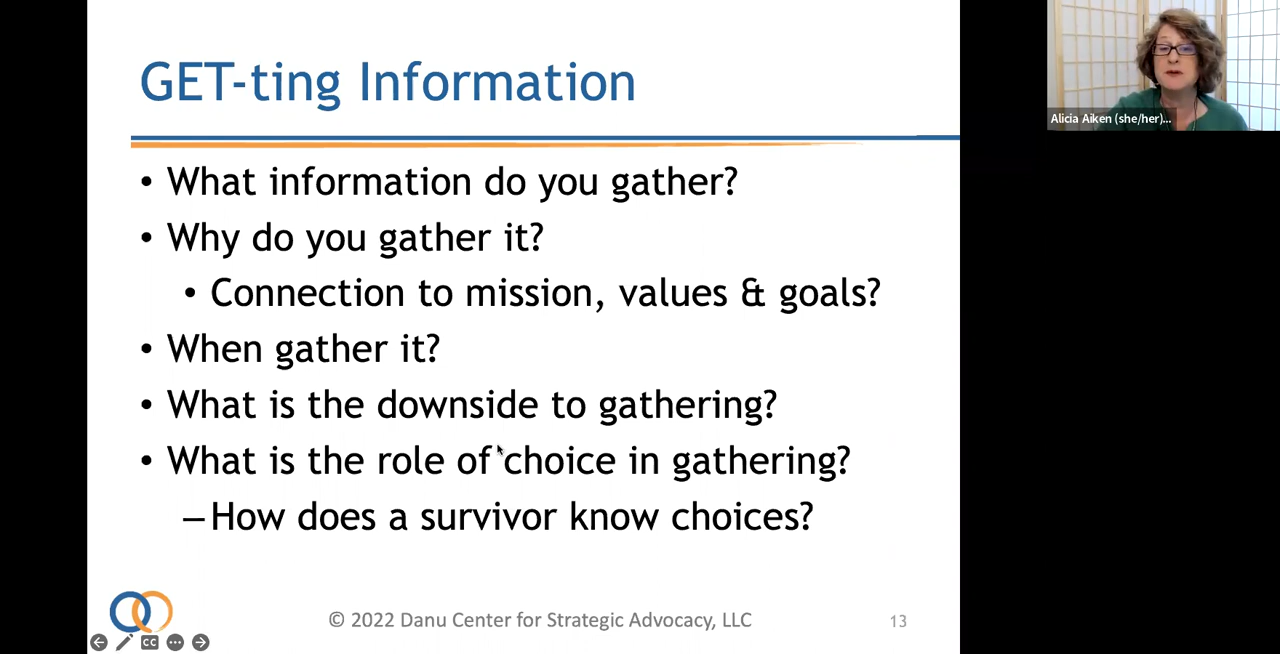 GET-ting Information
• What information do you gather?
• Why do you gather it?
• Connection to mission, values & goals?
• When gather it?
• What is the downside to gathering?
• What is the role of choice in gathering?
– How does a survivor know choices?
© 2022 Danu Center for Strategic Advocacy, LLC
13
CC
Alicia Aiken (she/her)...